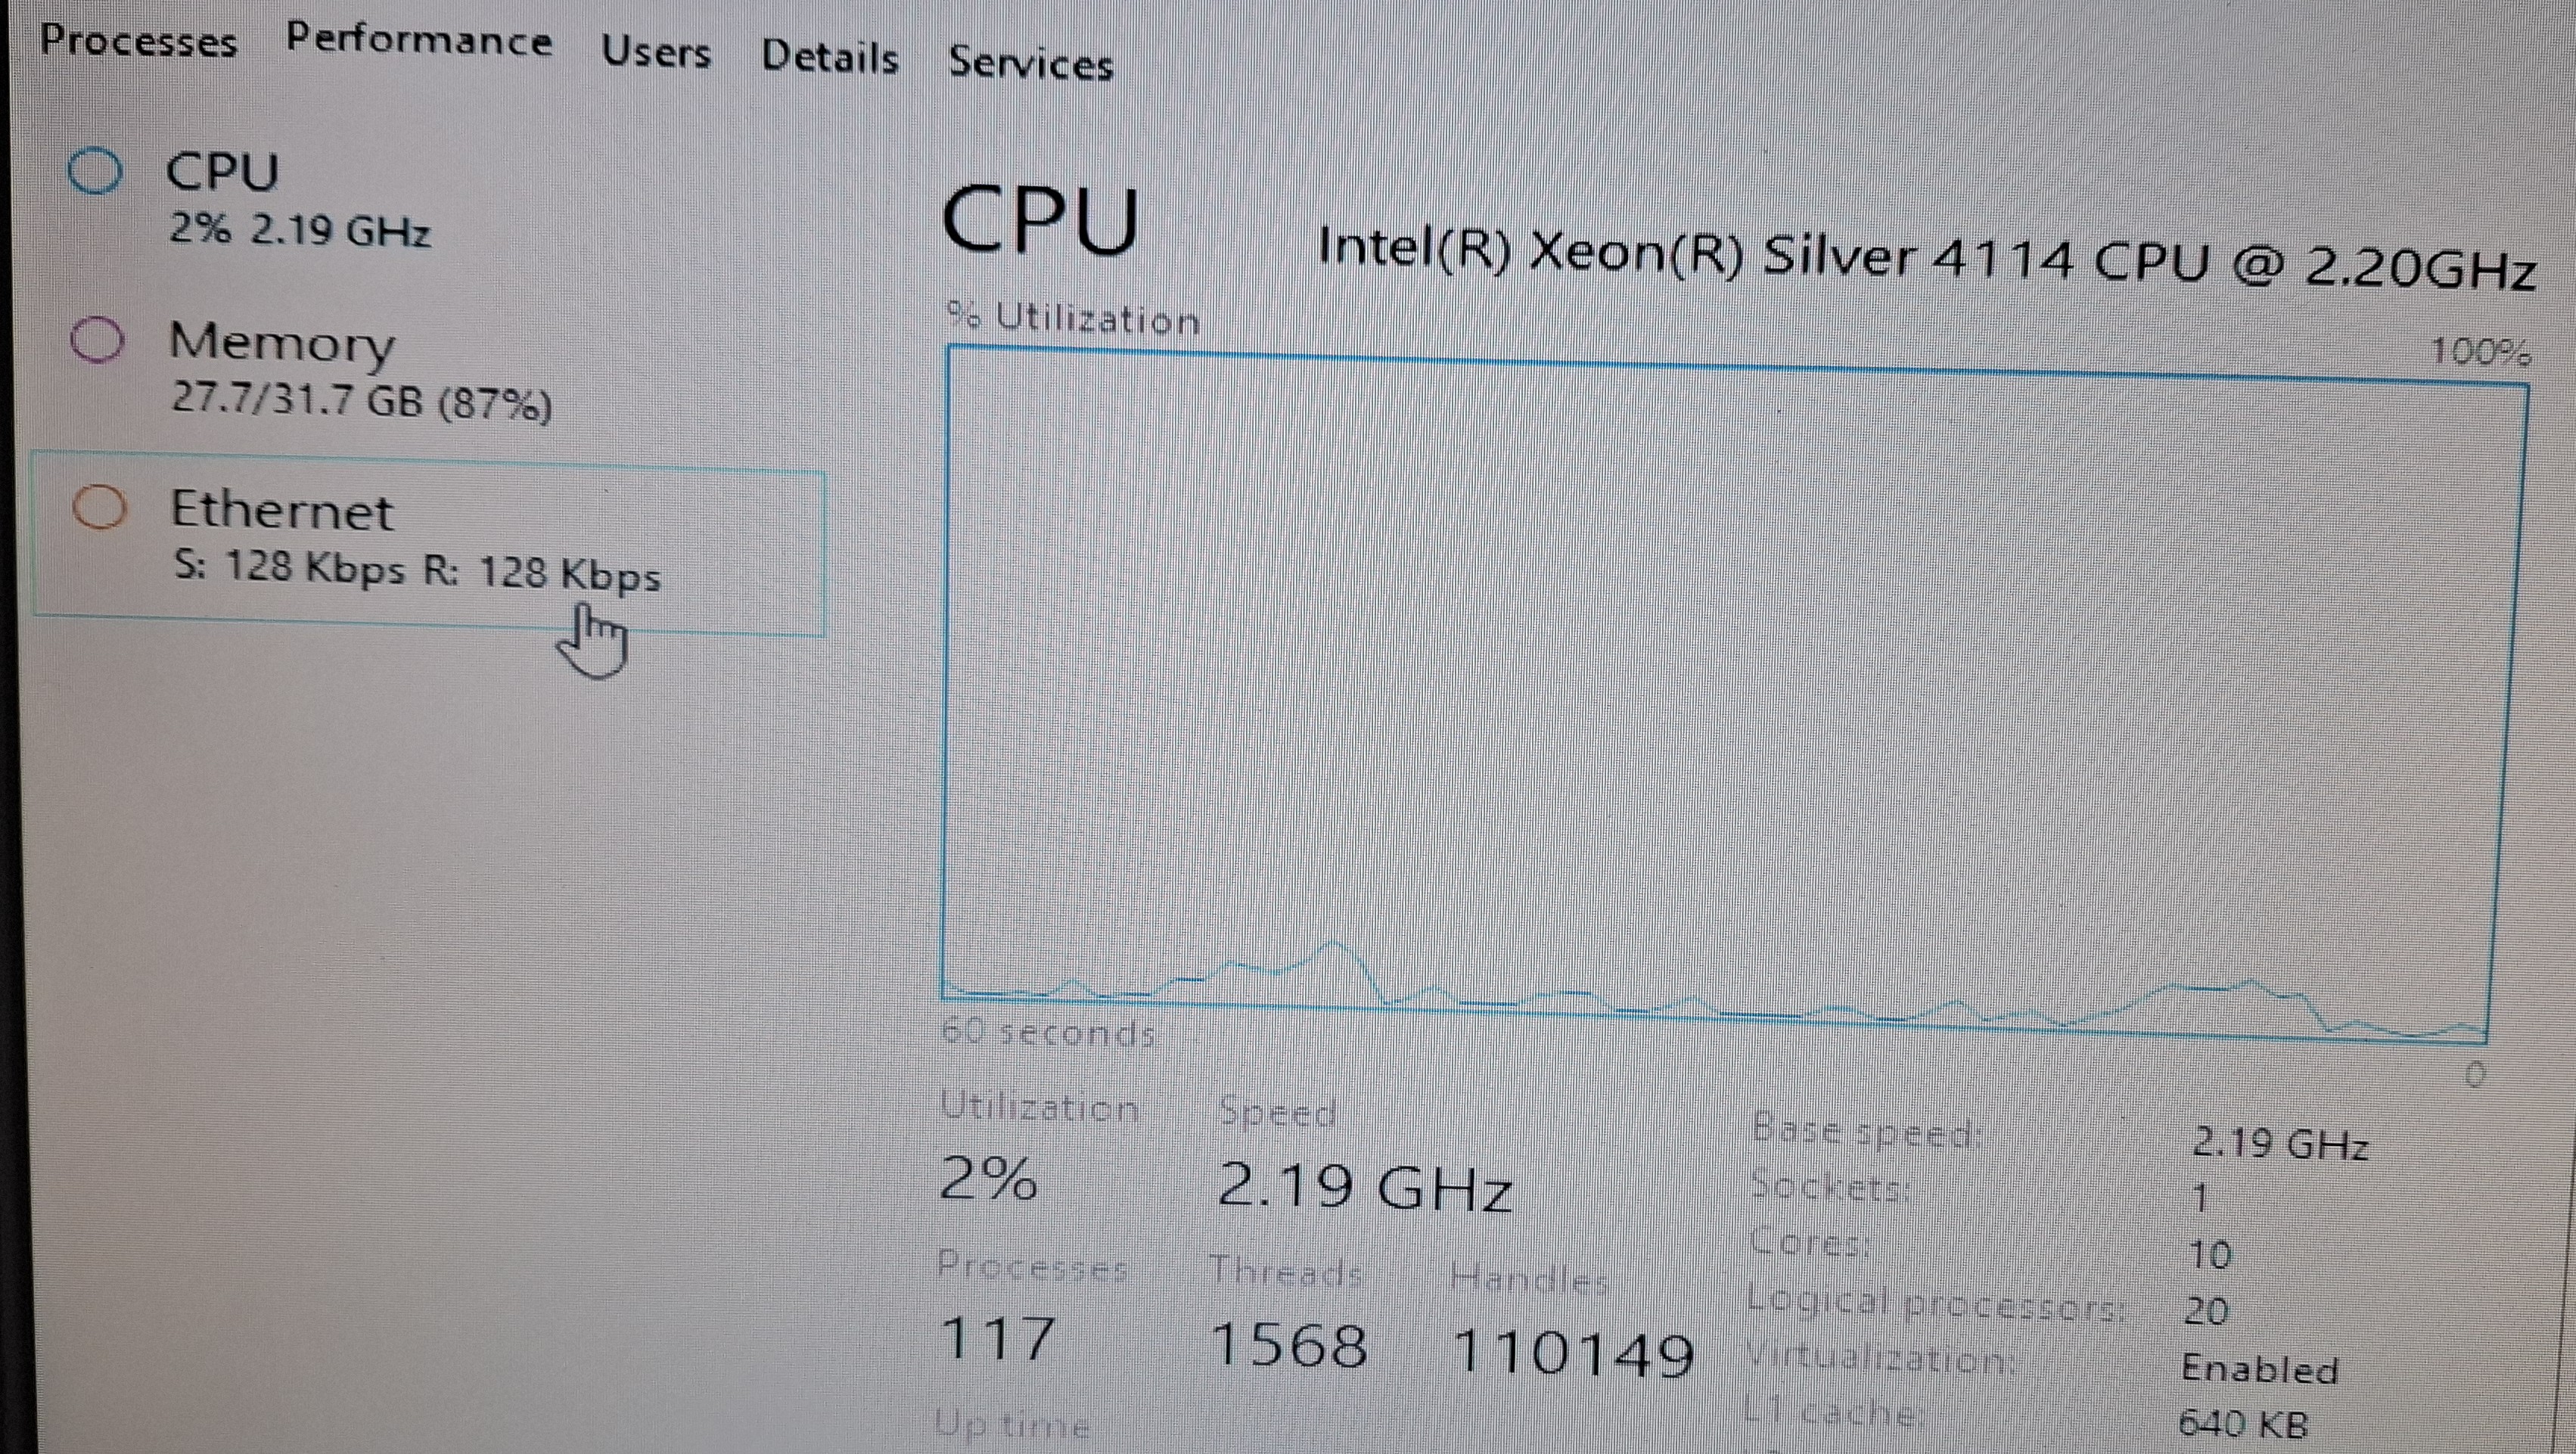 Processes Performance Users Details Services
CPU
2% 2.19 GHz
Memory
27.7/31.7 GB (87%)
Ethernet
S: 128 Kbps R: 128 Kbps
CPU
Intel(R) Xeon(R) Silver 4114 CPU @ 2.20GHz
% Utilization
100%
60 seconds
0
Utilization Speed
2% 2.19 GHz
Processes Threads Handles
117 1568 110149
Up time
Base speed: 2.19 GHz
Sockets: 1
Cores: 10
Logical processors: 20
Virtualization: Enabled
L1 cache: 640 KB